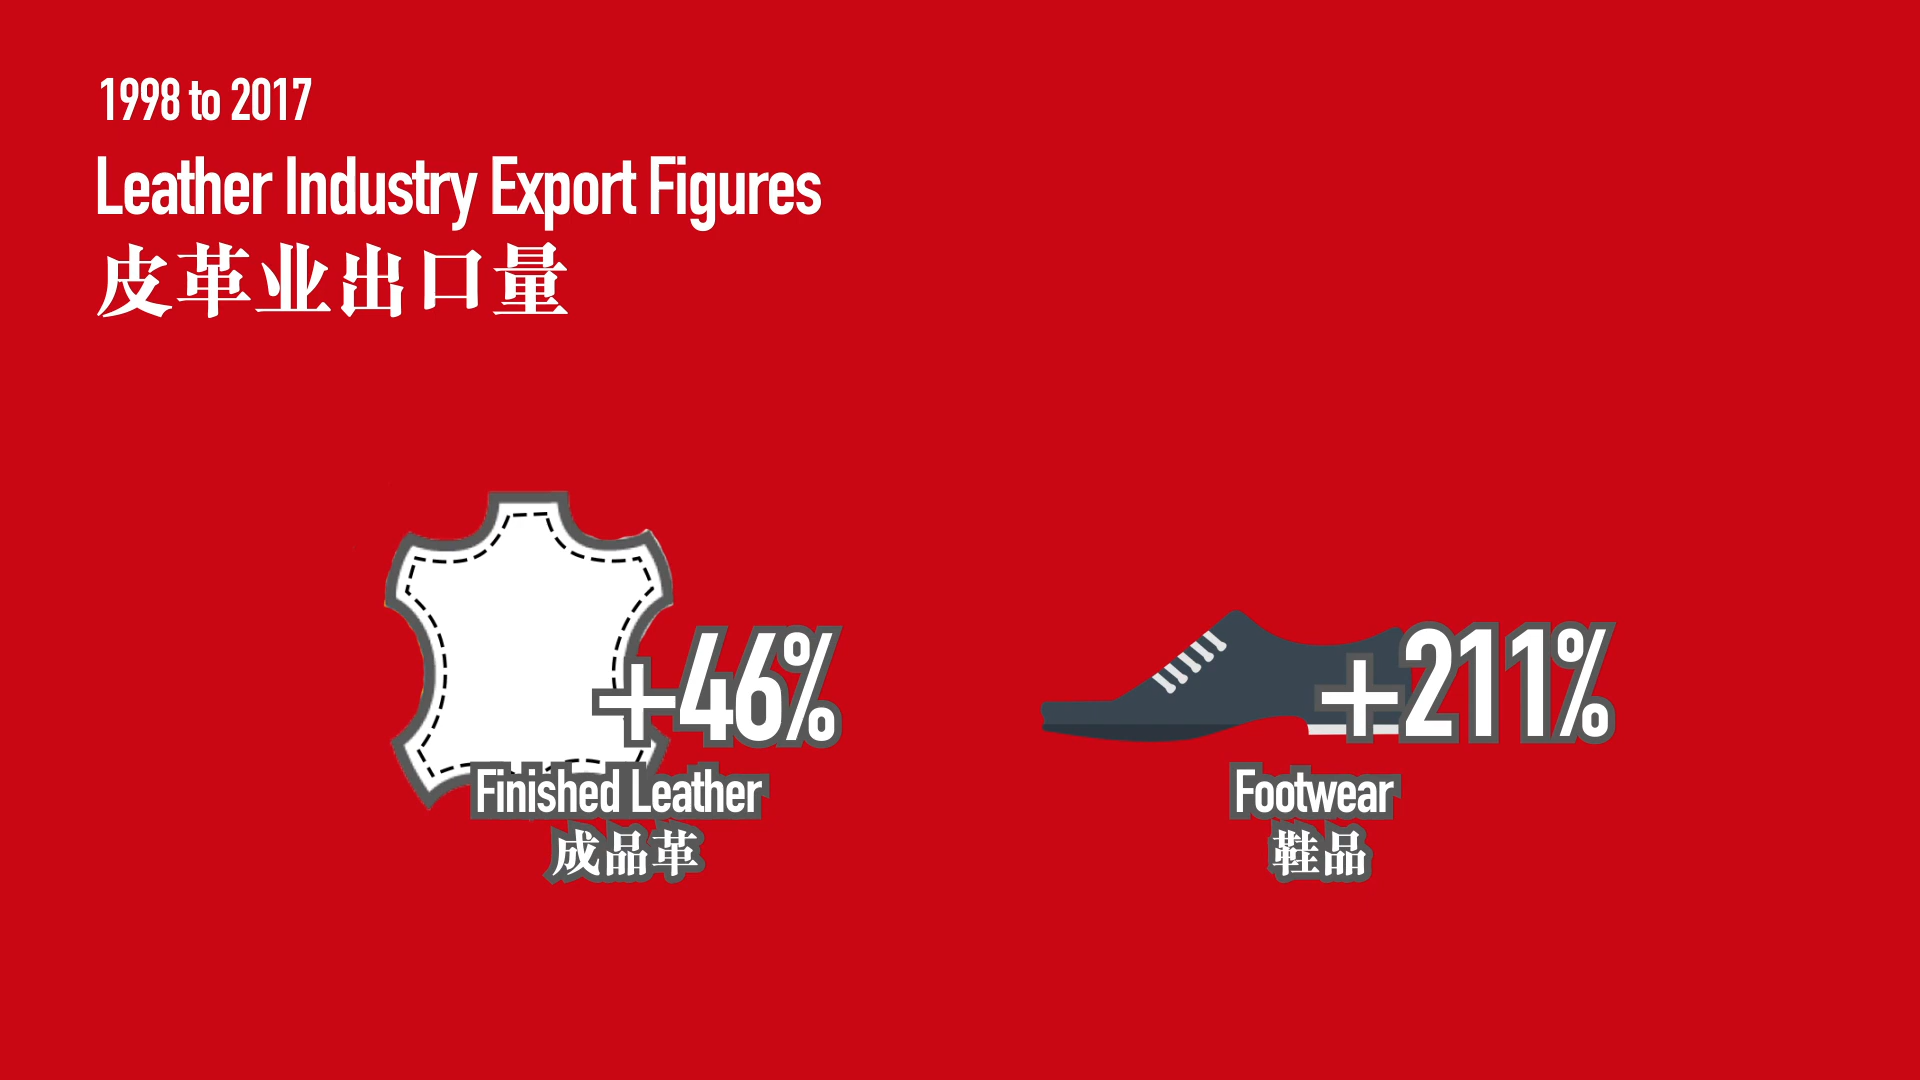 1998 to 2017
Leather Industry Export Figures
皮革业出口量
+46%
Finished Leather
成品革
+211%
Footwear
鞋品